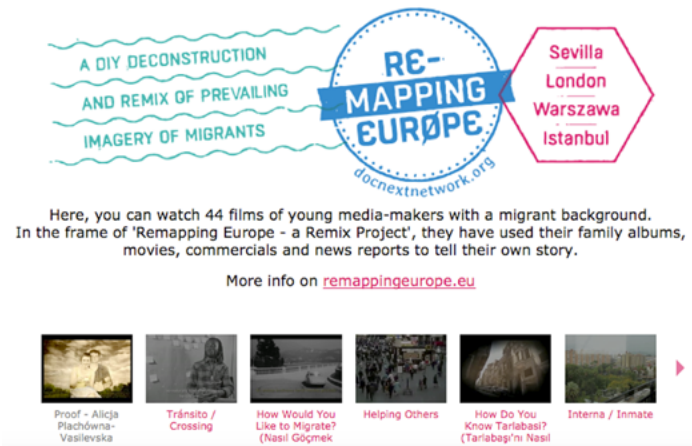 A DIY DECONSTRUCTION
AND REMIX OF PREVAILING
IMAGERY OF MIGRANTS
RE-
MAPPING
EURØPE
docnextnetwork.org
Sevilla
London
Warszawa
Istanbul
Here, you can watch 44 films of young media-makers with a migrant background.
In the frame of 'Remapping Europe - a Remix Project', they have used their family albums,
movies, commercials and news reports to tell their own story.
More info on remappingeurope.eu
Proof - Alicja
Plachówna-
Vasilevska
Tránsito /
Crossing
How Would You
Like to Migrate?
(Nasıl Göçmek
Helping Others
How Do You
Know Tarlabasi?
(Tarlabaşı'nı Nasıl
Interna / Inmate